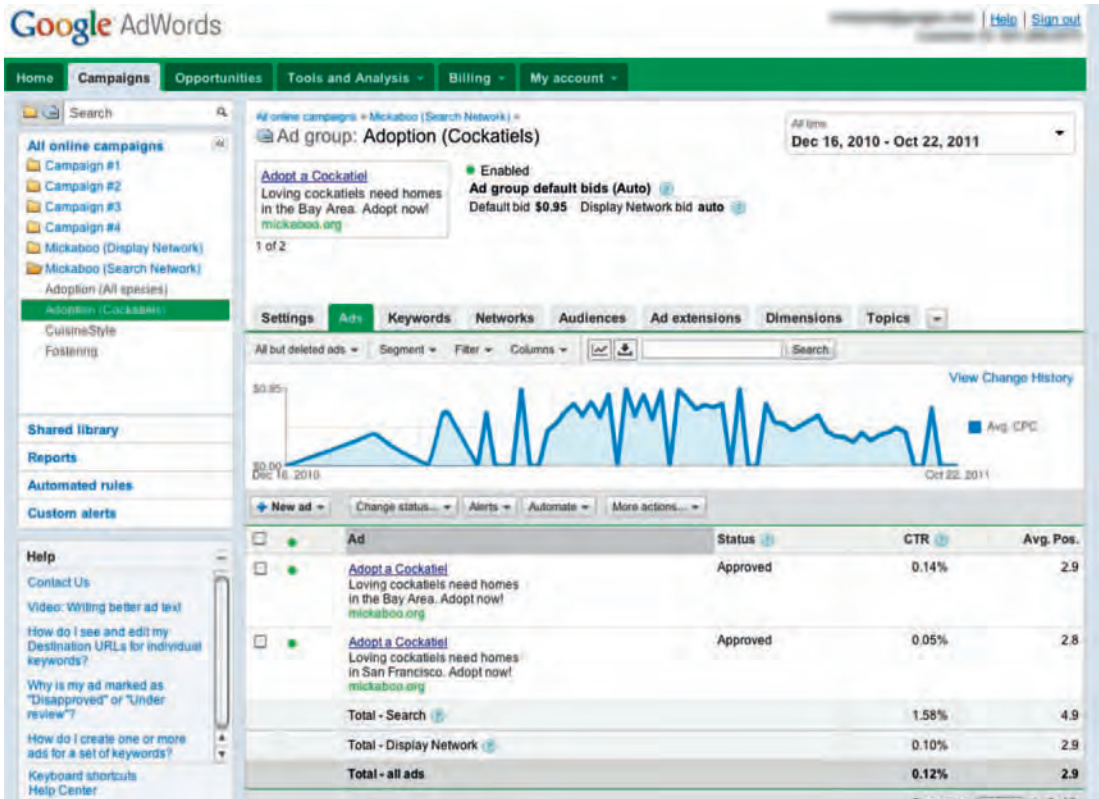 Google AdWords
Help | Sign out
Home Campaigns Opportunities Tools and Analysis Billing My account
Search
All online campaigns
Campaign #1
Campaign #2
Campaign #3
Campaign #4
Mickaboo (Display Network)
Mickaboo (Search Network)
Adoption (All species)
Adoption (Cockatiels)
CuisineStyle
Fostering
Shared library
Reports
Automated rules
Custom alerts
Help
Contact Us
Video: Writing better ad text
How do I see and edit my
Destination URLs for individual
keywords?
Why is my ad marked as
"Disapproved" or "Under
review"?
How do I create one or more
ads for a set of keywords?
Keyboard shortcuts
Help Center
All online campaigns » Mickaboo (Search Network) »
Ad group: Adoption (Cockatiels)
All time
Dec 16, 2010 - Oct 22, 2011
Adopt a Cockatiel
Loving cockatiels need homes
in the Bay Area. Adopt now!
mickaboo.org
1 of 2
Enabled
Ad group default bids (Auto) ?
Default bid $0.95 Display Network bid auto ?
Settings Ads Keywords Networks Audiences Ad extensions Dimensions Topics
All but deleted ads Segment Filter Columns Search
View Change History
$0.85
Avg. CPC
$0.00
Dec 16, 2010 Oct 22, 2011
+ New ad Change status... Alerts Automate More actions...
Ad Status ? CTR ? Avg. Pos.
Adopt a Cockatiel Approved 0.14% 2.9
Loving cockatiels need homes
in the Bay Area. Adopt now!
mickaboo.org
Adopt a Cockatiel Approved 0.05% 2.8
Loving cockatiels need homes
in San Francisco. Adopt now!
mickaboo.org
Total - Search ? 1.58% 4.9
Total - Display Network ? 0.10% 2.9
Total - all ads 0.12% 2.9